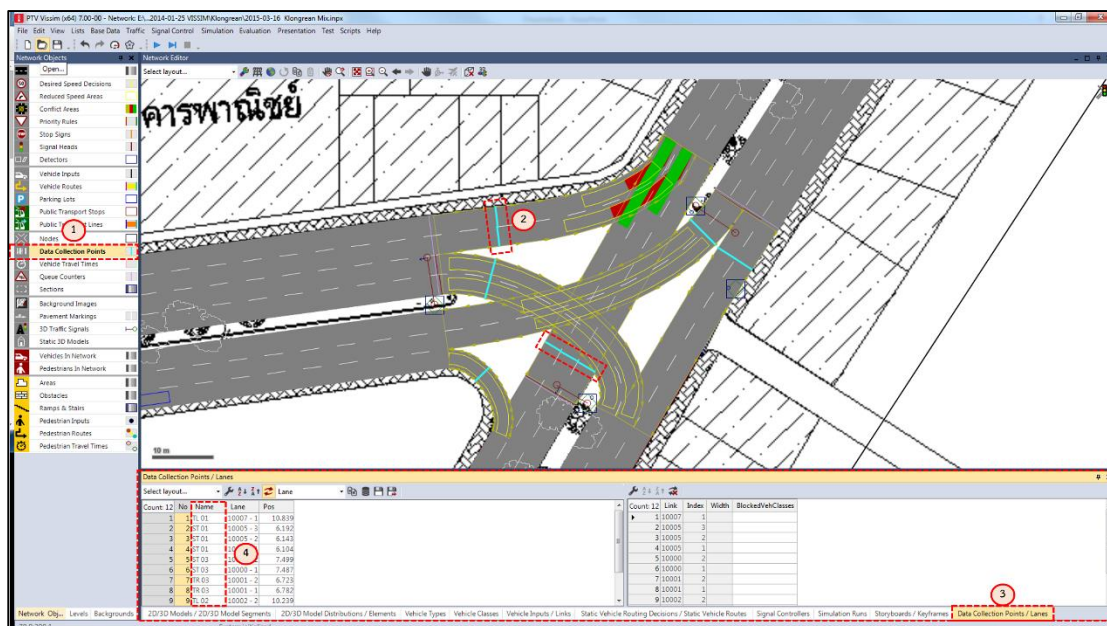 PTV Vissim (x64) 7.00-00 - Network: E:\...2014-01-25 VISSIM\Klongrean\2015-03-16 Klongrean Mix.inpx
File Edit View Lists Base Data Traffic Signal Control Simulation Evaluation Presentation Test Scripts Help
Network Objects
Network Editor
Open...
Select layout...
Desired Speed Decisions
Reduced Speed Areas
Conflict Areas
Priority Rules
Stop Signs
Signal Heads
Detectors
Vehicle Inputs
Vehicle Routes
Parking Lots
Public Transport Stops
Lines
1
Nodes
Data Collection Points
Vehicle Travel Times
Queue Counters
Sections
Background Images
Pavement Markings
3D Traffic Signals
Static 3D Models
Vehicles In Network
Pedestrians In Network
Areas
Obstacles
Ramps & Stairs
Pedestrian Inputs
Pedestrian Routes
Pedestrian Travel Times
คารพาณิชย์
2
10 m
Data Collection Points / Lanes
Select layout... Lane
Count: 12 No Name Lane Pos
1 1 TL 01 10007 - 1 10.839
2 2 ST 01 10005 - 3 6.192
3 3 ST 01 10005 - 2 6.143
4 4 ST 01 6.104
5 5 ST 03 7.499
6 6 ST 03 10000 - 1 7.487
7 7 TR 03 10001 - 2 6.723
8 8 TR 03 10001 - 1 6.782
9 9 TL 02 10002 - 2 10.239
4
Count: 12 Link Index Width BlockedVehClasses
1 10007 1
2 10005 3
3 10005 2
4 10005 1
5 10000 2
6 10000 1
7 10001 2
8 10001 1
9 10002 2
3
Network Obj... Levels Backgrounds
2D/3D Models / 2D/3D Model Segments 2D/3D Model Distributions / Elements Vehicle Types Vehicle Classes Vehicle Inputs / Links Static Vehicle Routing Decisions / Static Vehicle Routes Signal Controllers Simulation Runs Storyboards / Keyframes Data Collection Points / Lanes